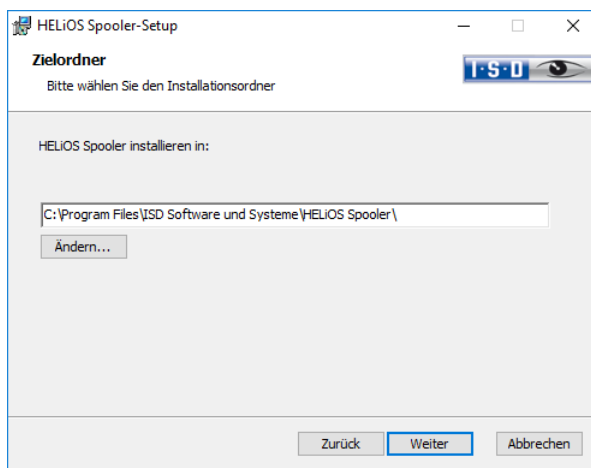 HELiOS Spooler-Setup
Zielordner
Bitte wählen Sie den Installationsordner
I·S·D
HELiOS Spooler installieren in:
C:\Program Files\ISD Software und Systeme\HELiOS Spooler\
Ändern...
Zurück
Weiter
Abbrechen